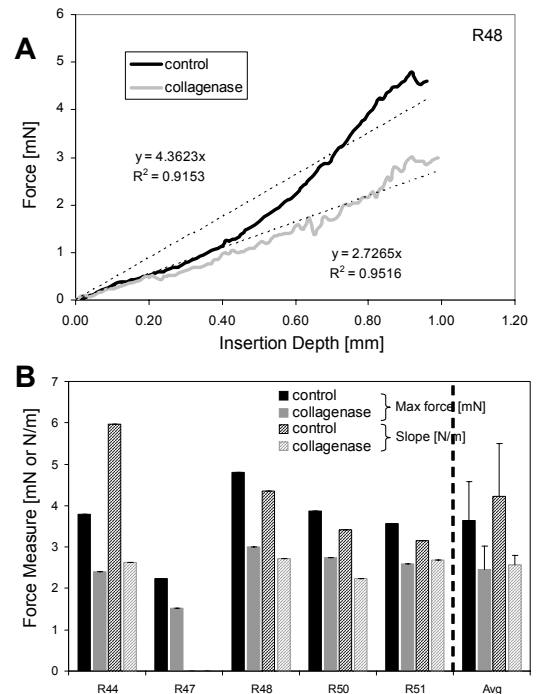 A
R48
control
collagenase
y = 4.3623x
R² = 0.9153
y = 2.7265x
R² = 0.9516
Force [mN]
6
5
4
3
2
1
0
0.00 0.20 0.40 0.60 0.80 1.00 1.20
Insertion Depth [mm]
B
control
collagenase
Max force [mN]
control
collagenase
Slope [N/m]
Force Measure [mN or N/m]
7
6
5
4
3
2
1
0
R44 R47 R48 R50 R51 Avg